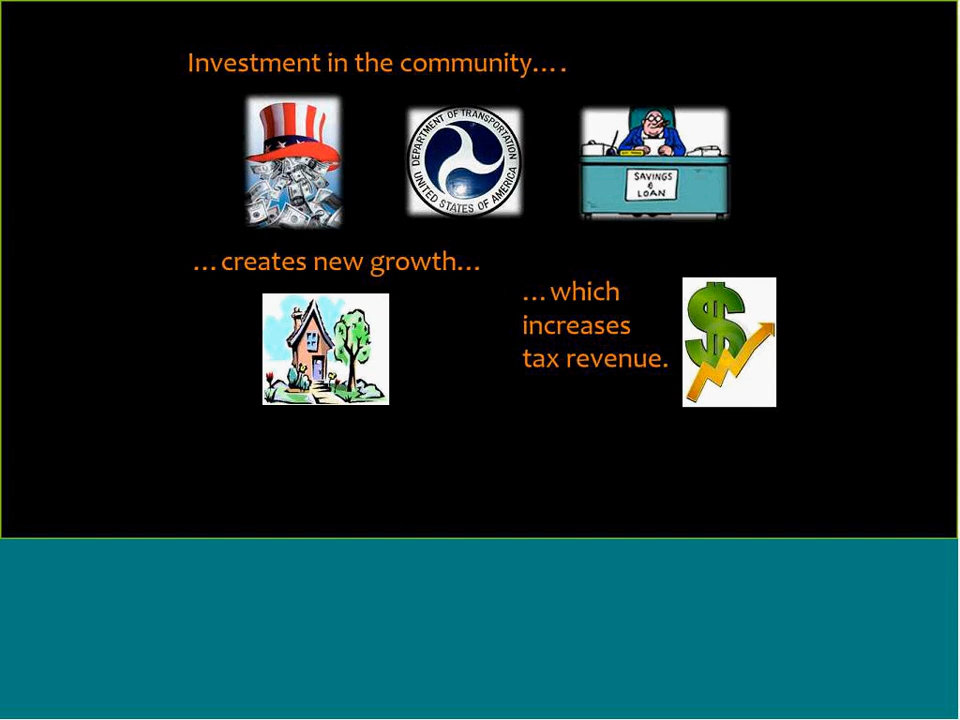 Investment in the community….
DEPARTMENT OF TRANSPORTATION
UNITED STATES OF AMERICA
SAVINGS
&
LOAN
…creates new growth…
…which
increases
tax revenue.